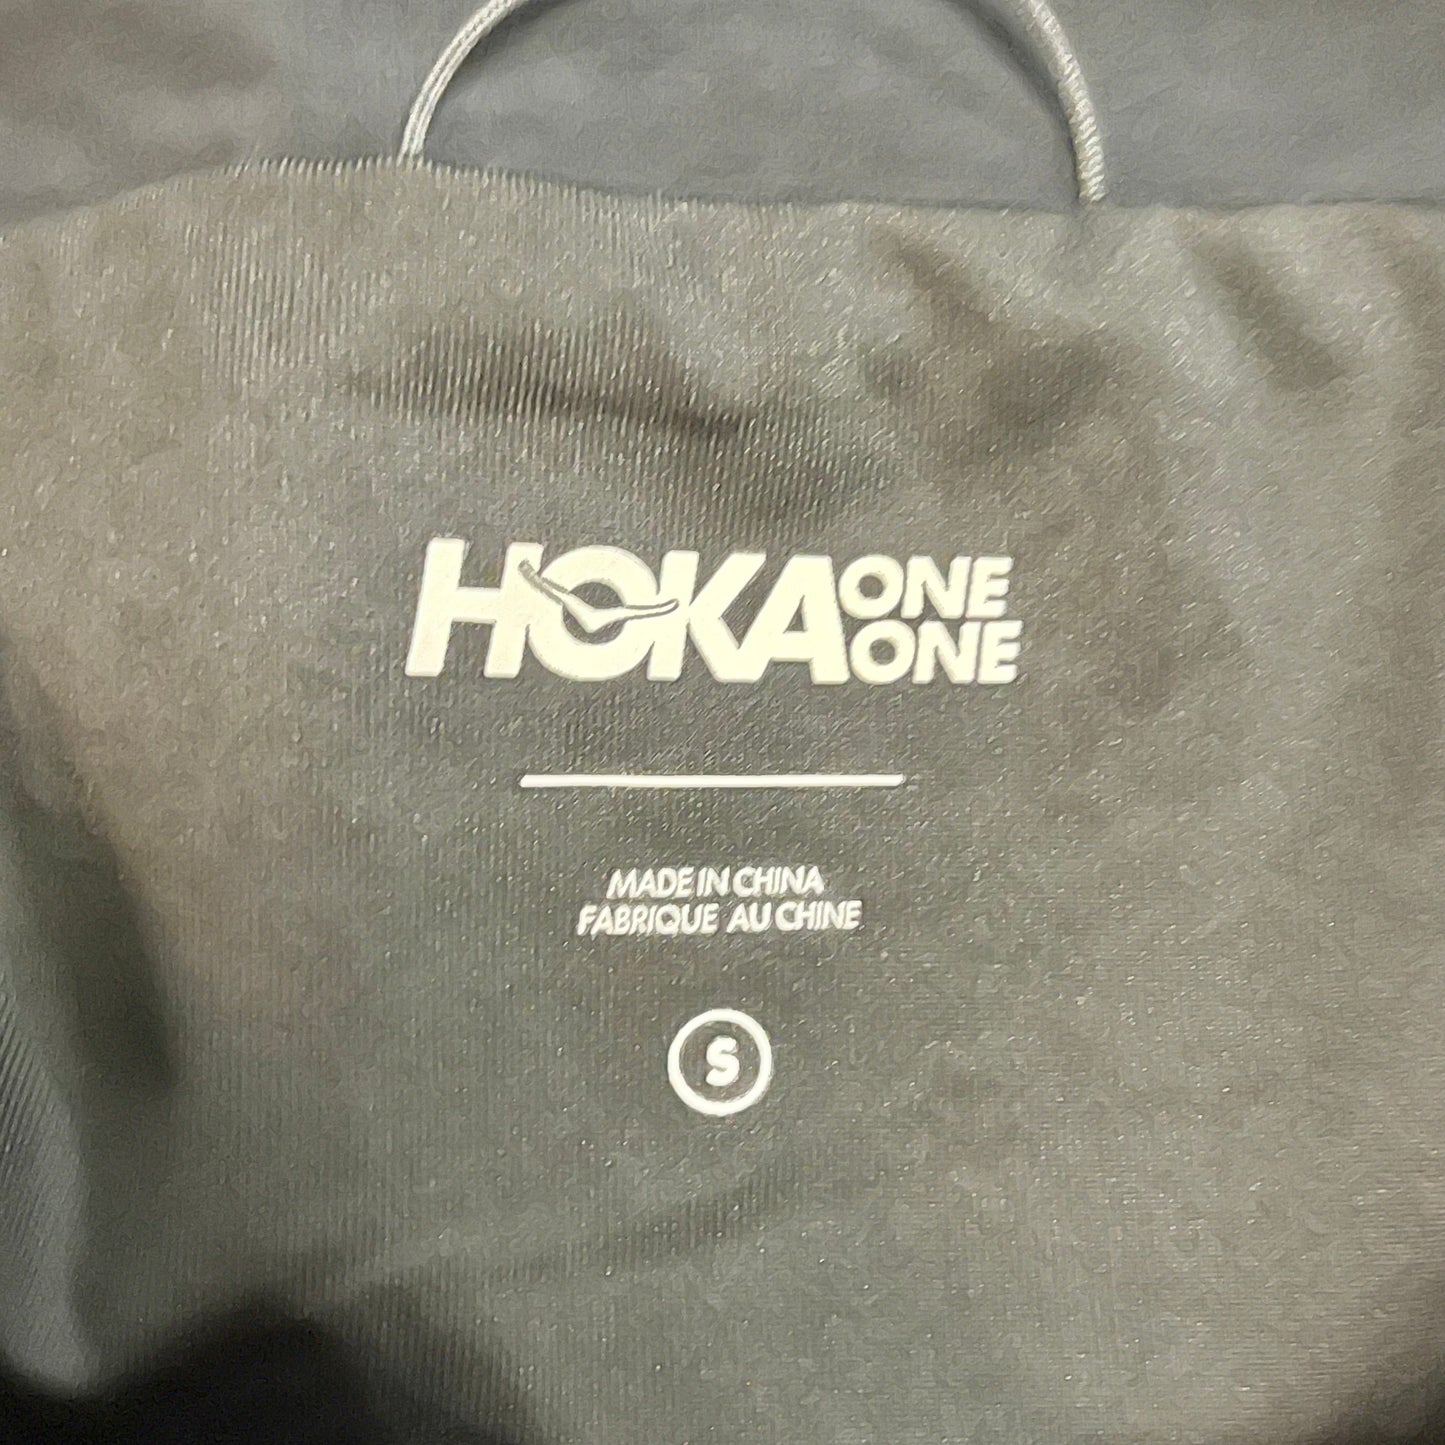 HOKA ONE ONE
MADE IN CHINA
FABRIQUE AU CHINE
S